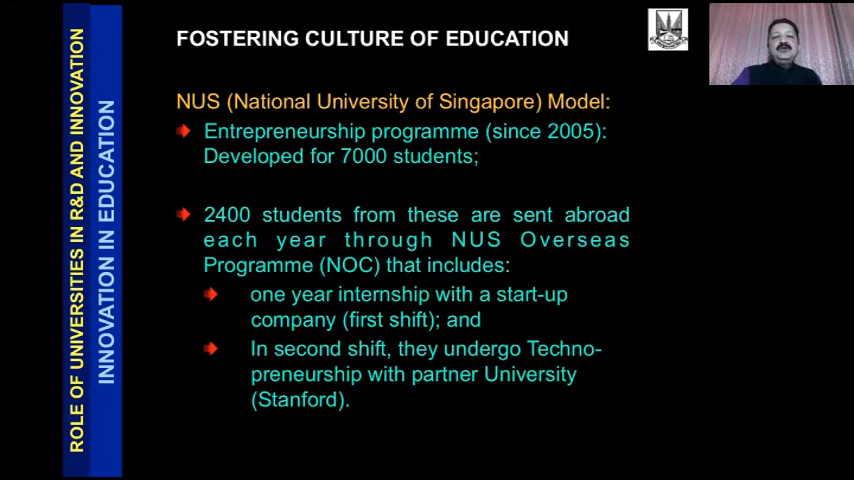 FOSTERING CULTURE OF EDUCATION
NUS (National University of Singapore) Model:
Entrepreneurship programme (since 2005):
Developed for 7000 students;
2400 students from these are sent abroad
each year through NUS Overseas
Programme (NOC) that includes:
one year internship with a start-up
company (first shift); and
In second shift, they undergo Techno-
preneurship with partner University
(Stanford).
ROLE OF UNIVERSITIES IN R&D AND INNOVATION
INNOVATION IN EDUCATION